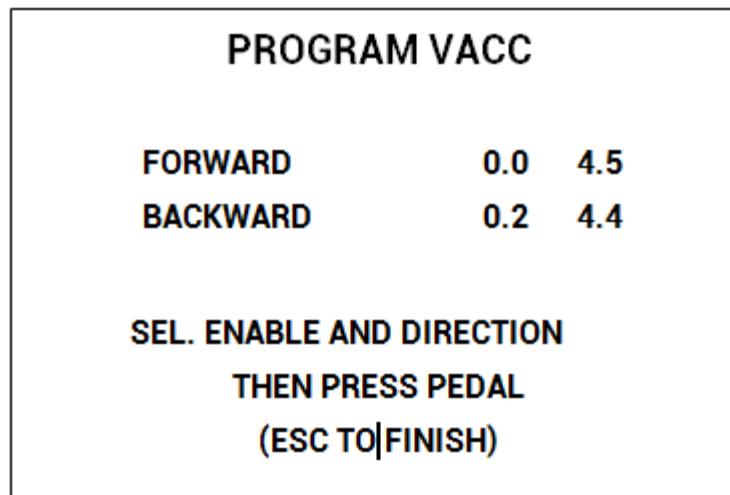 PROGRAM VACC
FORWARD 0.0 4.5
BACKWARD 0.2 4.4
SEL. ENABLE AND DIRECTION
THEN PRESS PEDAL
(ESC TO FINISH)